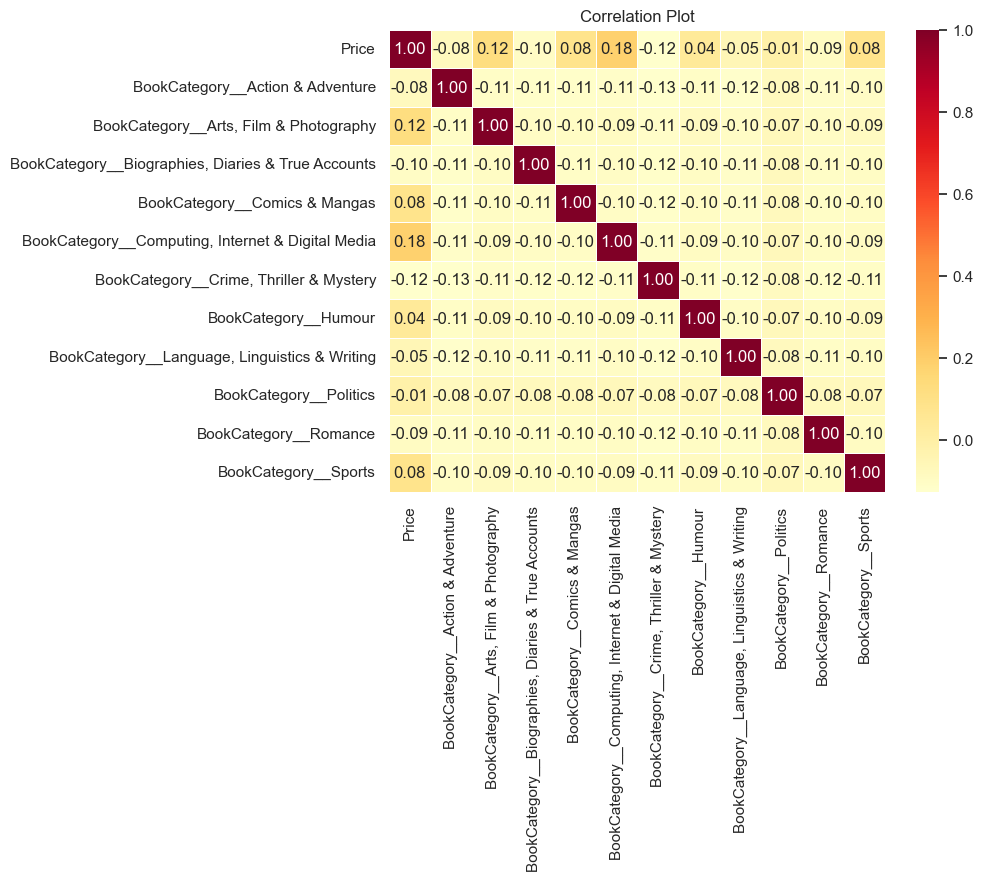 Correlation Plot
Price 1.00 -0.08 0.12 -0.10 0.08 0.18 -0.12 0.04 -0.05 -0.01 -0.09 0.08
BookCategory__Action & Adventure -0.08 1.00 -0.11 -0.11 -0.11 -0.11 -0.13 -0.11 -0.12 -0.08 -0.11 -0.10
BookCategory__Arts, Film & Photography 0.12 -0.11 1.00 -0.10 -0.10 -0.09 -0.11 -0.09 -0.10 -0.07 -0.10 -0.09
BookCategory__Biographies, Diaries & True Accounts -0.10 -0.11 -0.10 1.00 -0.11 -0.10 -0.12 -0.10 -0.11 -0.08 -0.11 -0.10
BookCategory__Comics & Mangas 0.08 -0.11 -0.10 -0.11 1.00 -0.10 -0.12 -0.10 -0.11 -0.08 -0.10 -0.10
BookCategory__Computing, Internet & Digital Media 0.18 -0.11 -0.09 -0.10 -0.10 1.00 -0.11 -0.09 -0.10 -0.07 -0.10 -0.09
BookCategory__Crime, Thriller & Mystery -0.12 -0.13 -0.11 -0.12 -0.12 -0.11 1.00 -0.11 -0.12 -0.08 -0.12 -0.11
BookCategory__Humour 0.04 -0.11 -0.09 -0.10 -0.10 -0.09 -0.11 1.00 -0.10 -0.07 -0.10 -0.09
BookCategory__Language, Linguistics & Writing -0.05 -0.12 -0.10 -0.11 -0.11 -0.10 -0.12 -0.10 1.00 -0.08 -0.11 -0.10
BookCategory__Politics -0.01 -0.08 -0.07 -0.08 -0.08 -0.07 -0.08 -0.07 -0.08 1.00 -0.08 -0.07
BookCategory__Romance -0.09 -0.11 -0.10 -0.11 -0.10 -0.10 -0.12 -0.10 -0.11 -0.08 1.00 -0.10
BookCategory__Sports 0.08 -0.10 -0.09 -0.10 -0.10 -0.09 -0.11 -0.09 -0.10 -0.07 -0.10 1.00
Price
BookCategory__Action & Adventure
BookCategory__Arts, Film & Photography
BookCategory__Biographies, Diaries & True Accounts
BookCategory__Comics & Mangas
BookCategory__Computing, Internet & Digital Media
BookCategory__Crime, Thriller & Mystery
BookCategory__Humour
BookCategory__Language, Linguistics & Writing
BookCategory__Politics
BookCategory__Romance
BookCategory__Sports
1.0
0.8
0.6
0.4
0.2
0.0